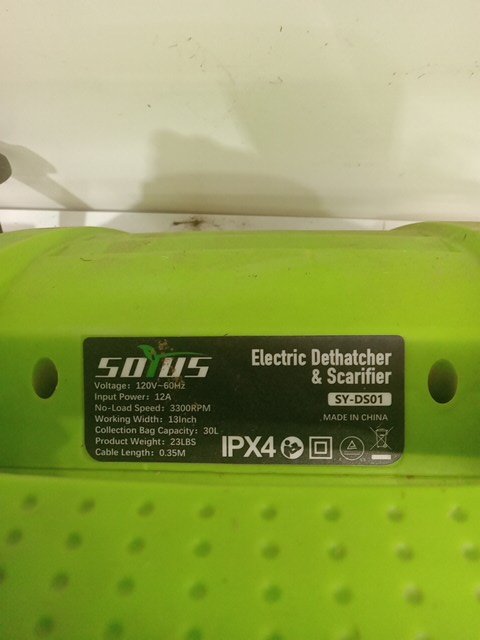 SOYUS
Electric Dethatcher
& Scarifier
SY-DS01
MADE IN CHINA
Voltage: 120V~60Hz
Input Power: 12A
No-Load Speed: 3300RPM
Working Width: 13Inch
Collection Bag Capacity: 30L
Product Weight: 23LBS
Cable Length: 0.35M
IPX4